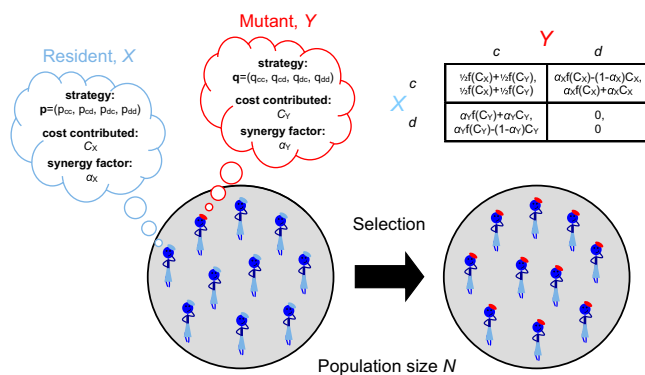 Resident, X
strategy:
p=(pcc, pcd, pdc, pdd)
cost contributed:
CX
synergy factor:
αX
Mutant, Y
strategy:
q=(qcc, qcd, qdc, qdd)
cost contributed:
CY
synergy factor:
αY
Y
c d
X
c
½f(CX)+½f(CY), αXf(CX)-(1-αX)CX,
½f(CX)+½f(CY) αXf(CX)+αXCX
d
αYf(CY)+αYCY, 0,
αYf(CY)-(1-αY)CY 0
Selection
Population size N